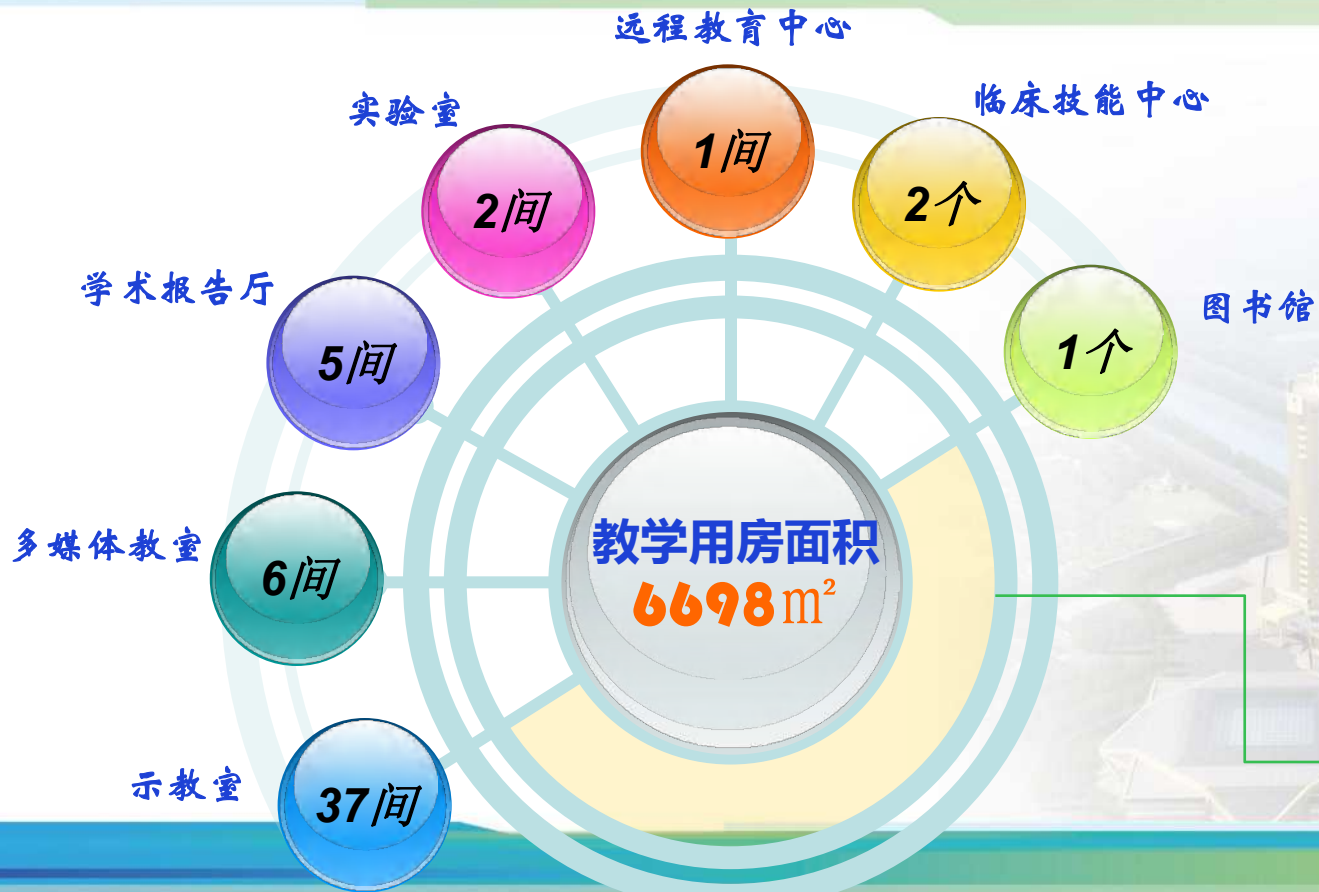 远程教育中心
1间
临床技能中心
2个
实验室
2间
图书馆
1个
学术报告厅
5间
多媒体教室
6间
教学用房面积
6698㎡
示教室
37间